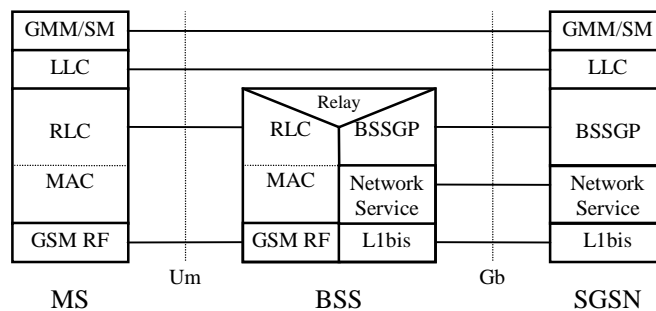 GMM/SM GMM/SM
LLC LLC
Relay
RLC RLC BSSGP BSSGP
MAC MAC Network Service Network Service
GSM RF GSM RF L1bis L1bis
Um Gb
MS BSS SGSN